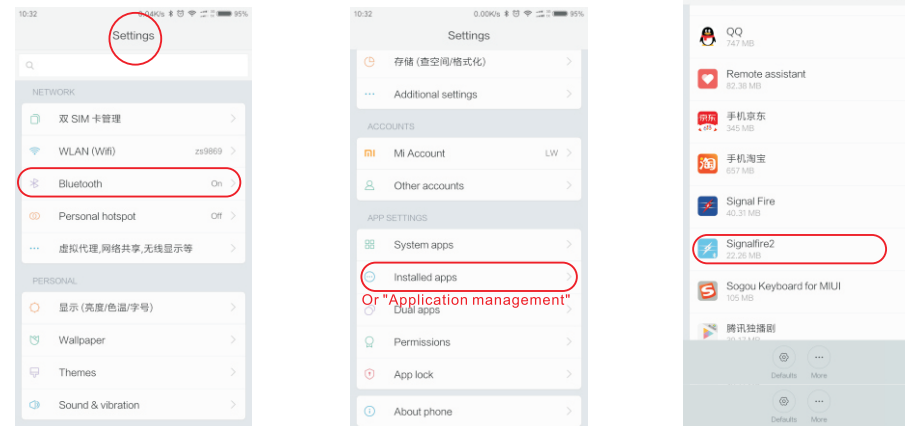 10:32
0.04K/s
95%
Settings
NETWORK
双 SIM 卡管理
WLAN (Wifi)
zs9869
Bluetooth
On
Personal hotspot
Off
虚拟代理,网络共享,无线显示等
PERSONAL
显示 (亮度/色温/字号)
Wallpaper
Themes
Sound & vibration
10:32
0.00K/s
95%
Settings
存储 (查空间/格式化)
Additional settings
ACCOUNTS
Mi Account
LW
Other accounts
APP SETTINGS
System apps
Installed apps
Or "Application management"
Dual apps
Permissions
App lock
About phone
QQ
747 MB
Remote assistant
82.38 MB
手机京东
345 MB
手机淘宝
657 MB
Signal Fire
40.31 MB
Signalfire2
22.26 MB
Sogou Keyboard for MIUI
105 MB
腾讯独播剧
Defaults
More
Defaults
More